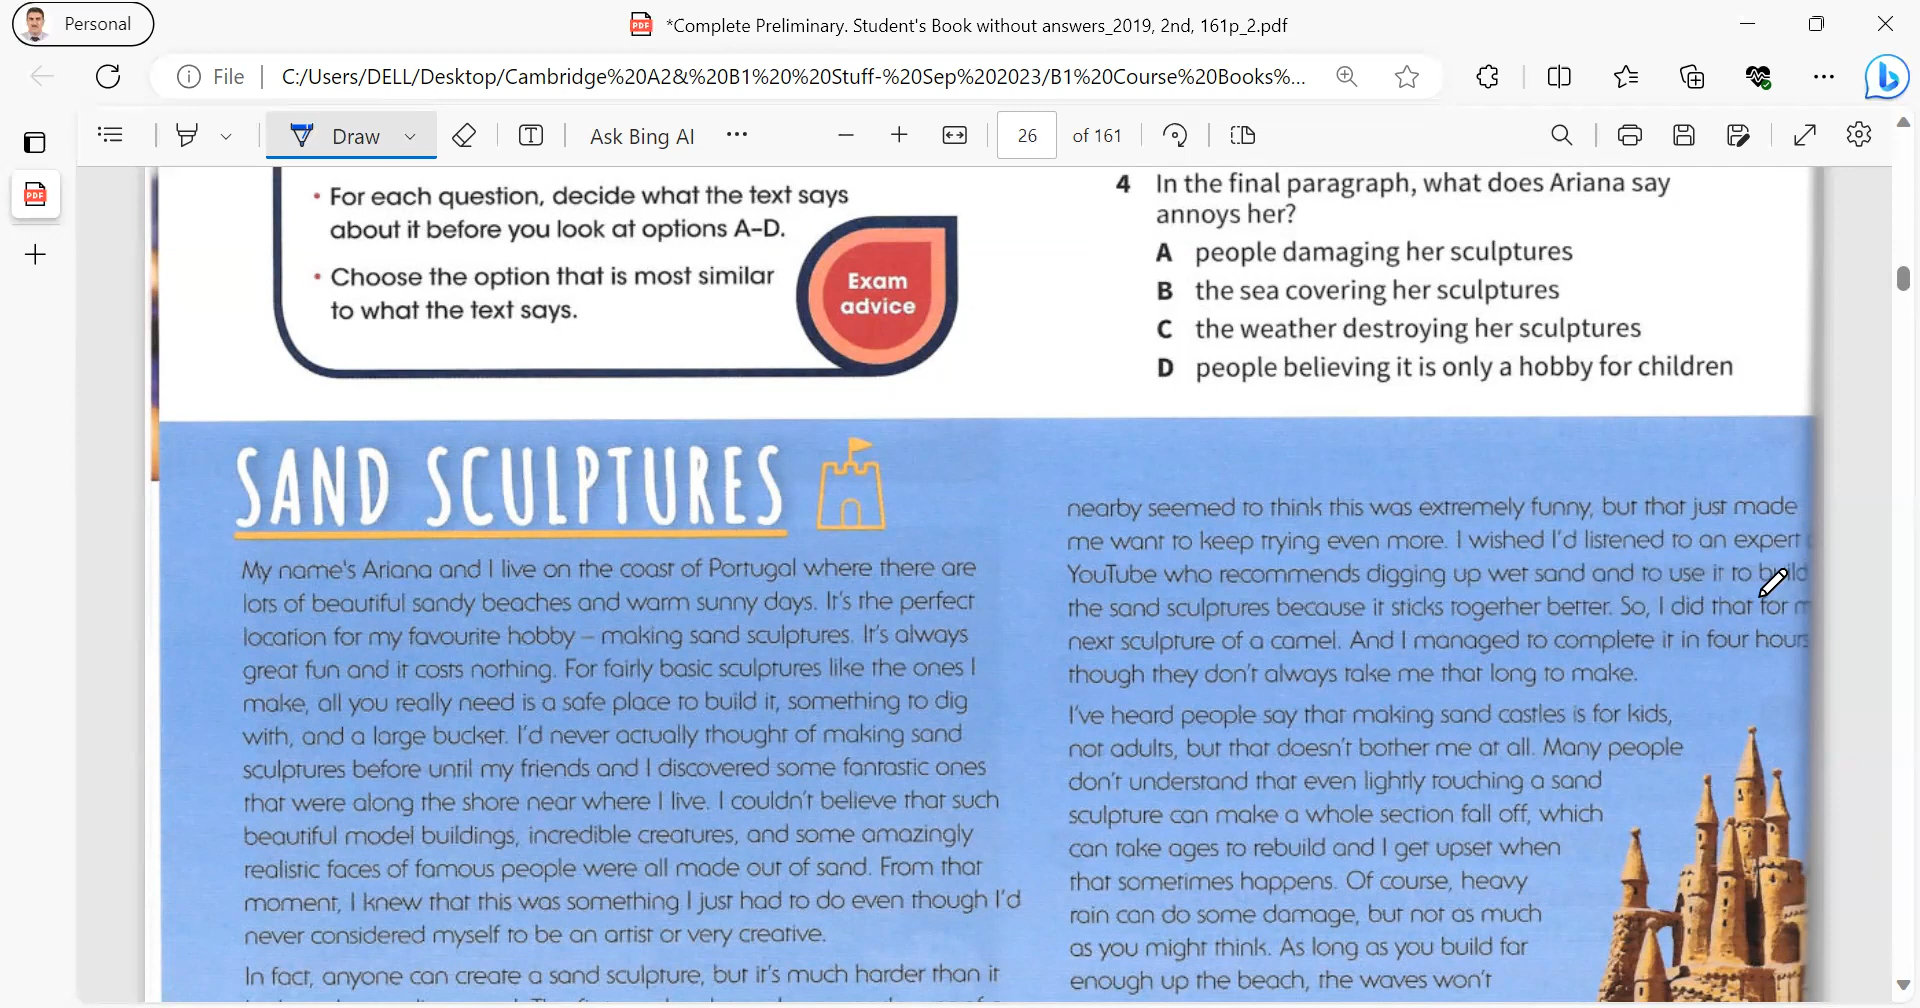 Personal
*Complete Preliminary. Student's Book without answers_2019, 2nd, 161p_2.pdf
File
C:/Users/DELL/Desktop/Cambridge%20A2&%20B1%20%20Stuff-%20Sep%202023/B1%20Course%20Books%...
Draw
Ask Bing AI
26
of 161
• For each question, decide what the text says
about it before you look at options A–D.
• Choose the option that is most similar
to what the text says.
Exam
advice
4 In the final paragraph, what does Ariana say
annoys her?
A people damaging her sculptures
B the sea covering her sculptures
C the weather destroying her sculptures
D people believing it is only a hobby for children
SAND SCULPTURES
My name's Ariana and I live on the coast of Portugal where there are
lots of beautiful sandy beaches and warm sunny days. It's the perfect
location for my favourite hobby – making sand sculptures. It's always
great fun and it costs nothing. For fairly basic sculptures like the ones I
make, all you really need is a safe place to build it, something to dig
with, and a large bucket. I'd never actually thought of making sand
sculptures before until my friends and I discovered some fantastic ones
that were along the shore near where I live. I couldn't believe that such
beautiful model buildings, incredible creatures, and some amazingly
realistic faces of famous people were all made out of sand. From that
moment, I knew that this was something I just had to do even though I'd
never considered myself to be an artist or very creative.
In fact, anyone can create a sand sculpture, but it's much harder than it
nearby seemed to think this was extremely funny, but that just made
me want to keep trying even more. I wished I'd listened to an expert
YouTube who recommends digging up wet sand and to use it to build
the sand sculptures because it sticks together better. So, I did that for
next sculpture of a camel. And I managed to complete it in four hours
though they don't always take me that long to make.
I've heard people say that making sand castles is for kids,
not adults, but that doesn't bother me at all. Many people
don't understand that even lightly touching a sand
sculpture can make a whole section fall off, which
can take ages to rebuild and I get upset when
that sometimes happens. Of course, heavy
rain can do some damage, but not as much
as you might think. As long as you build far
enough up the beach, the waves won't